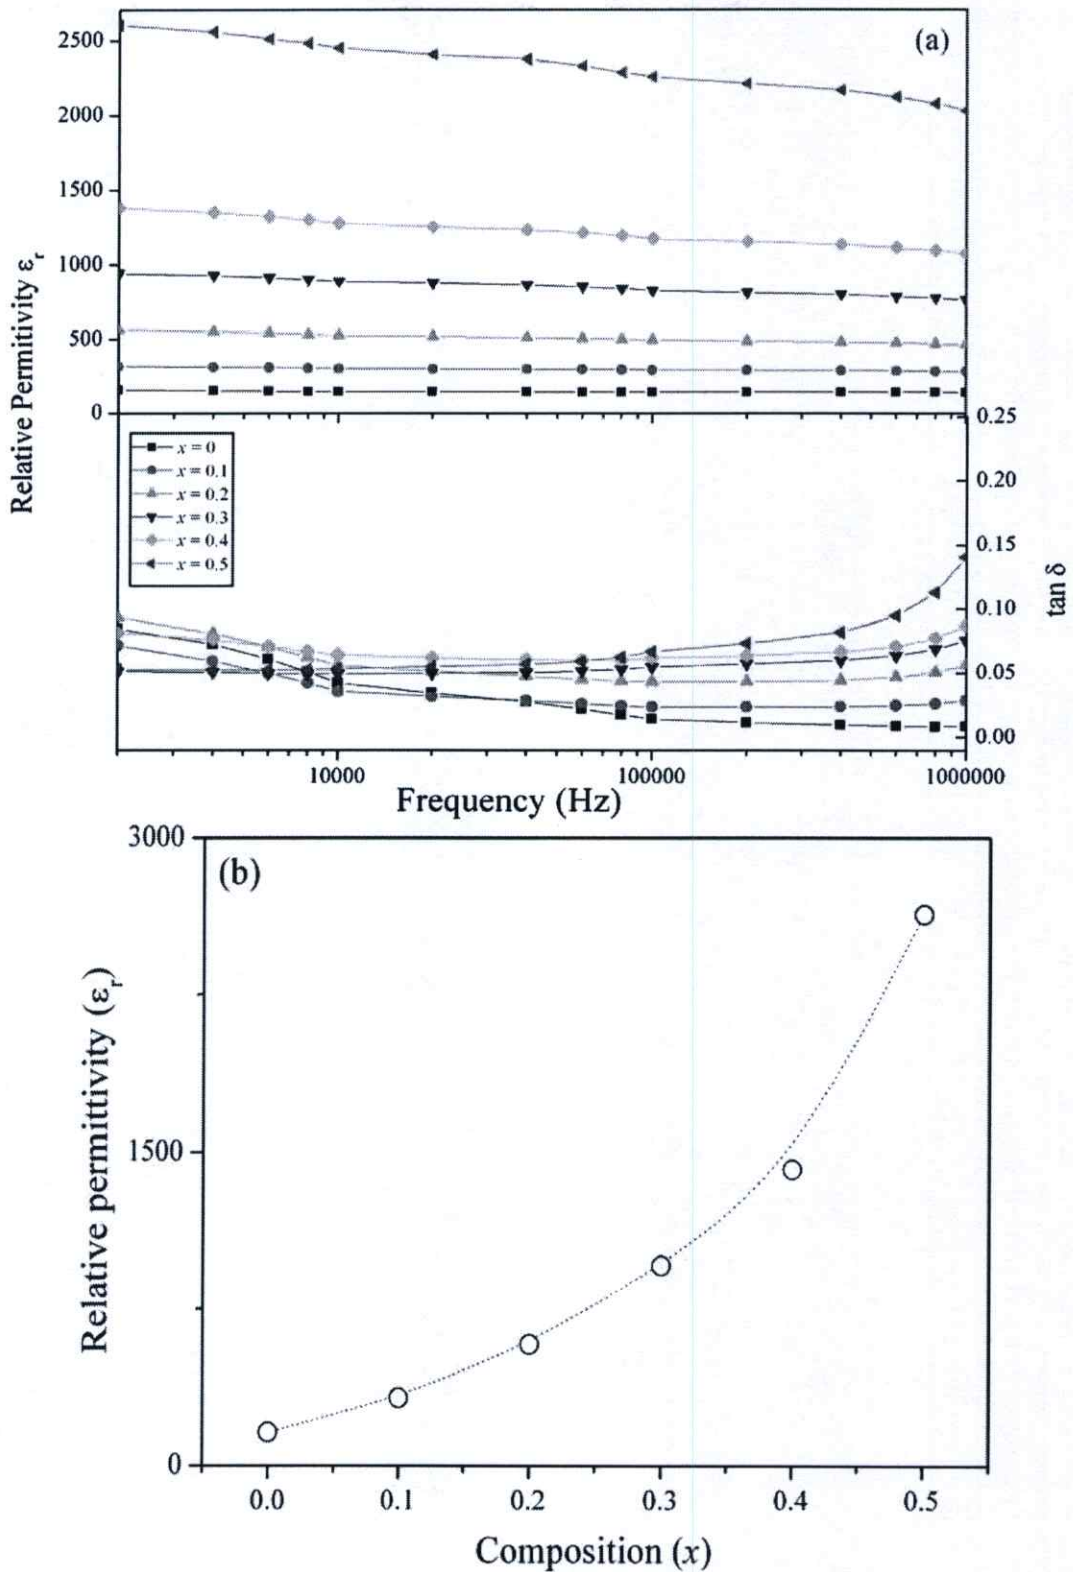 (a)
2500
2000
1500
1000
500
0
Relative Permitivity εr
0.25
0.20
0.15
0.10
0.05
0.00
tan δ
x = 0
x = 0.1
x = 0.2
x = 0.3
x = 0.4
x = 0.5
10000 100000 1000000
Frequency (Hz)
(b)
3000
1500
0
Relative permittivity (εr)
0.0 0.1 0.2 0.3 0.4 0.5
Composition (x)